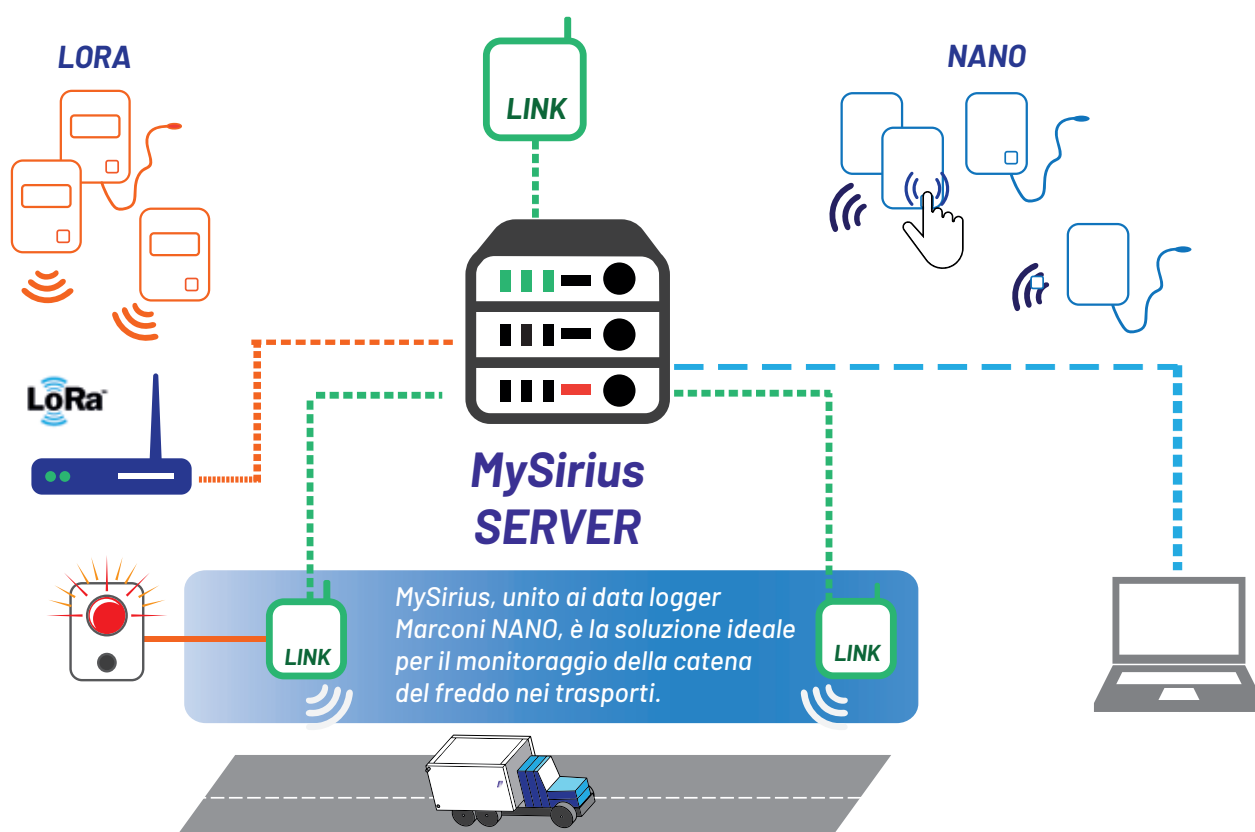 LORA
NANO
LINK
LoRa™
MySirius
SERVER
LINK
MySirius, unito ai data logger
Marconi NANO, è la soluzione ideale
per il monitoraggio della catena
del freddo nei trasporti.
LINK